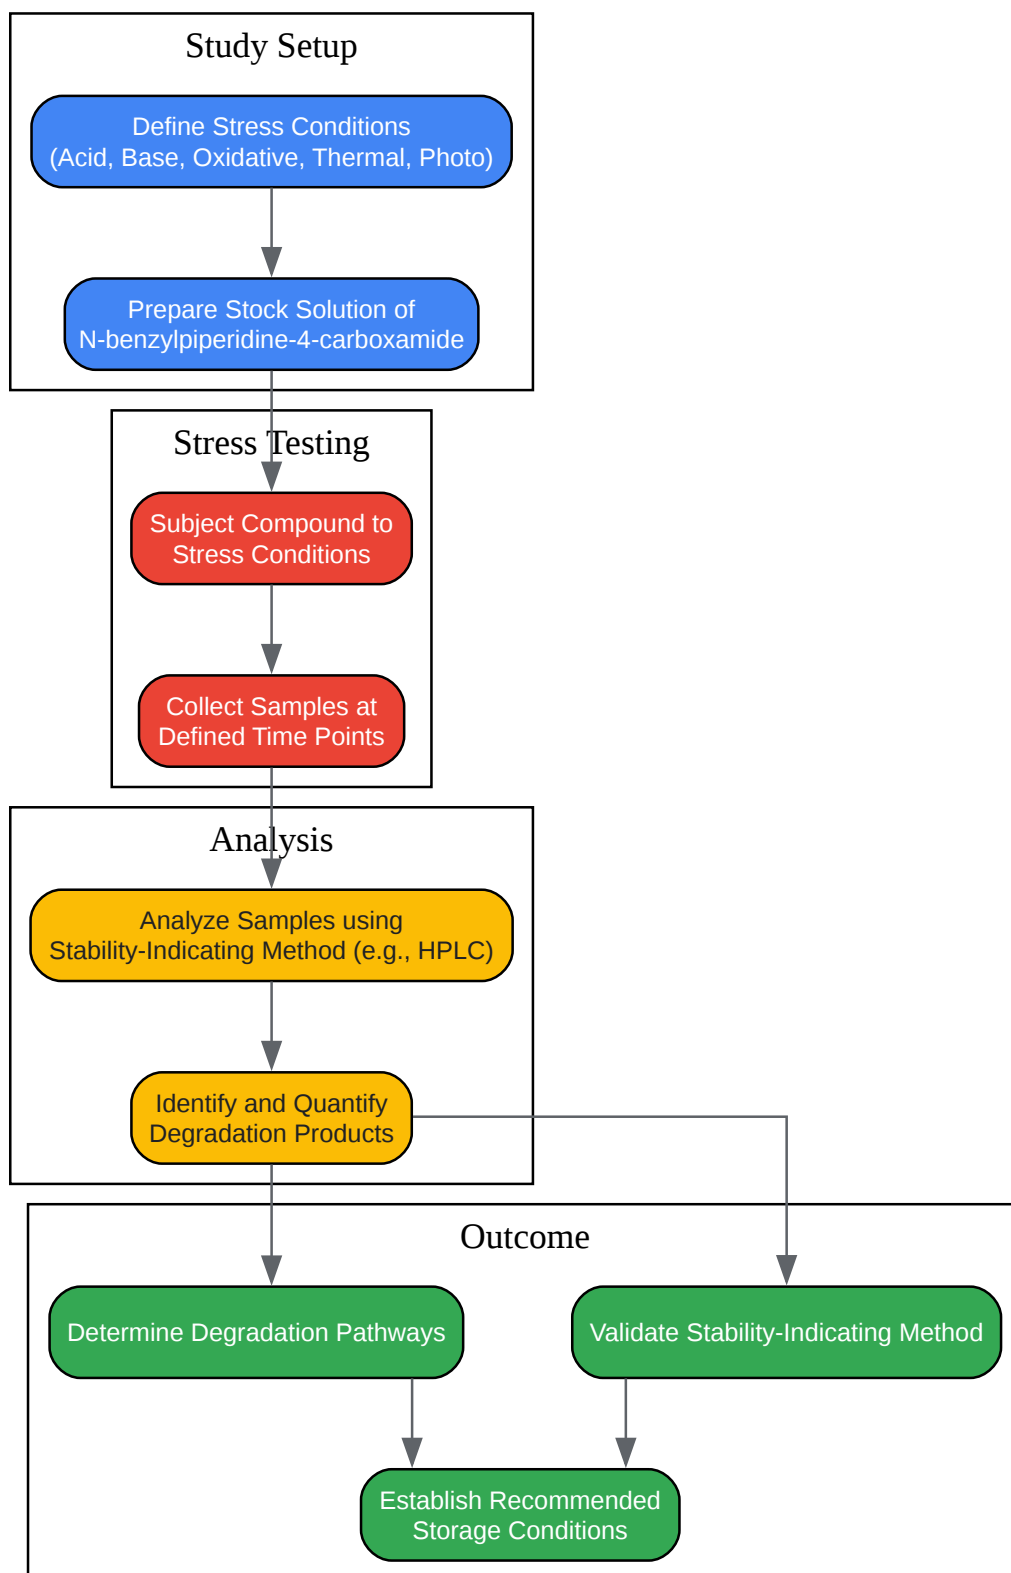 Study Setup
Define Stress Conditions
(Acid, Base, Oxidative, Thermal, Photo)
Prepare Stock Solution of
N-benzylpiperidine-4-carboxamide
Stress Testing
Subject Compound to
Stress Conditions
Collect Samples at
Defined Time Points
Analysis
Analyze Samples using
Stability-Indicating Method (e.g., HPLC)
Identify and Quantify
Degradation Products
Outcome
Determine Degradation Pathways
Validate Stability-Indicating Method
Establish Recommended
Storage Conditions